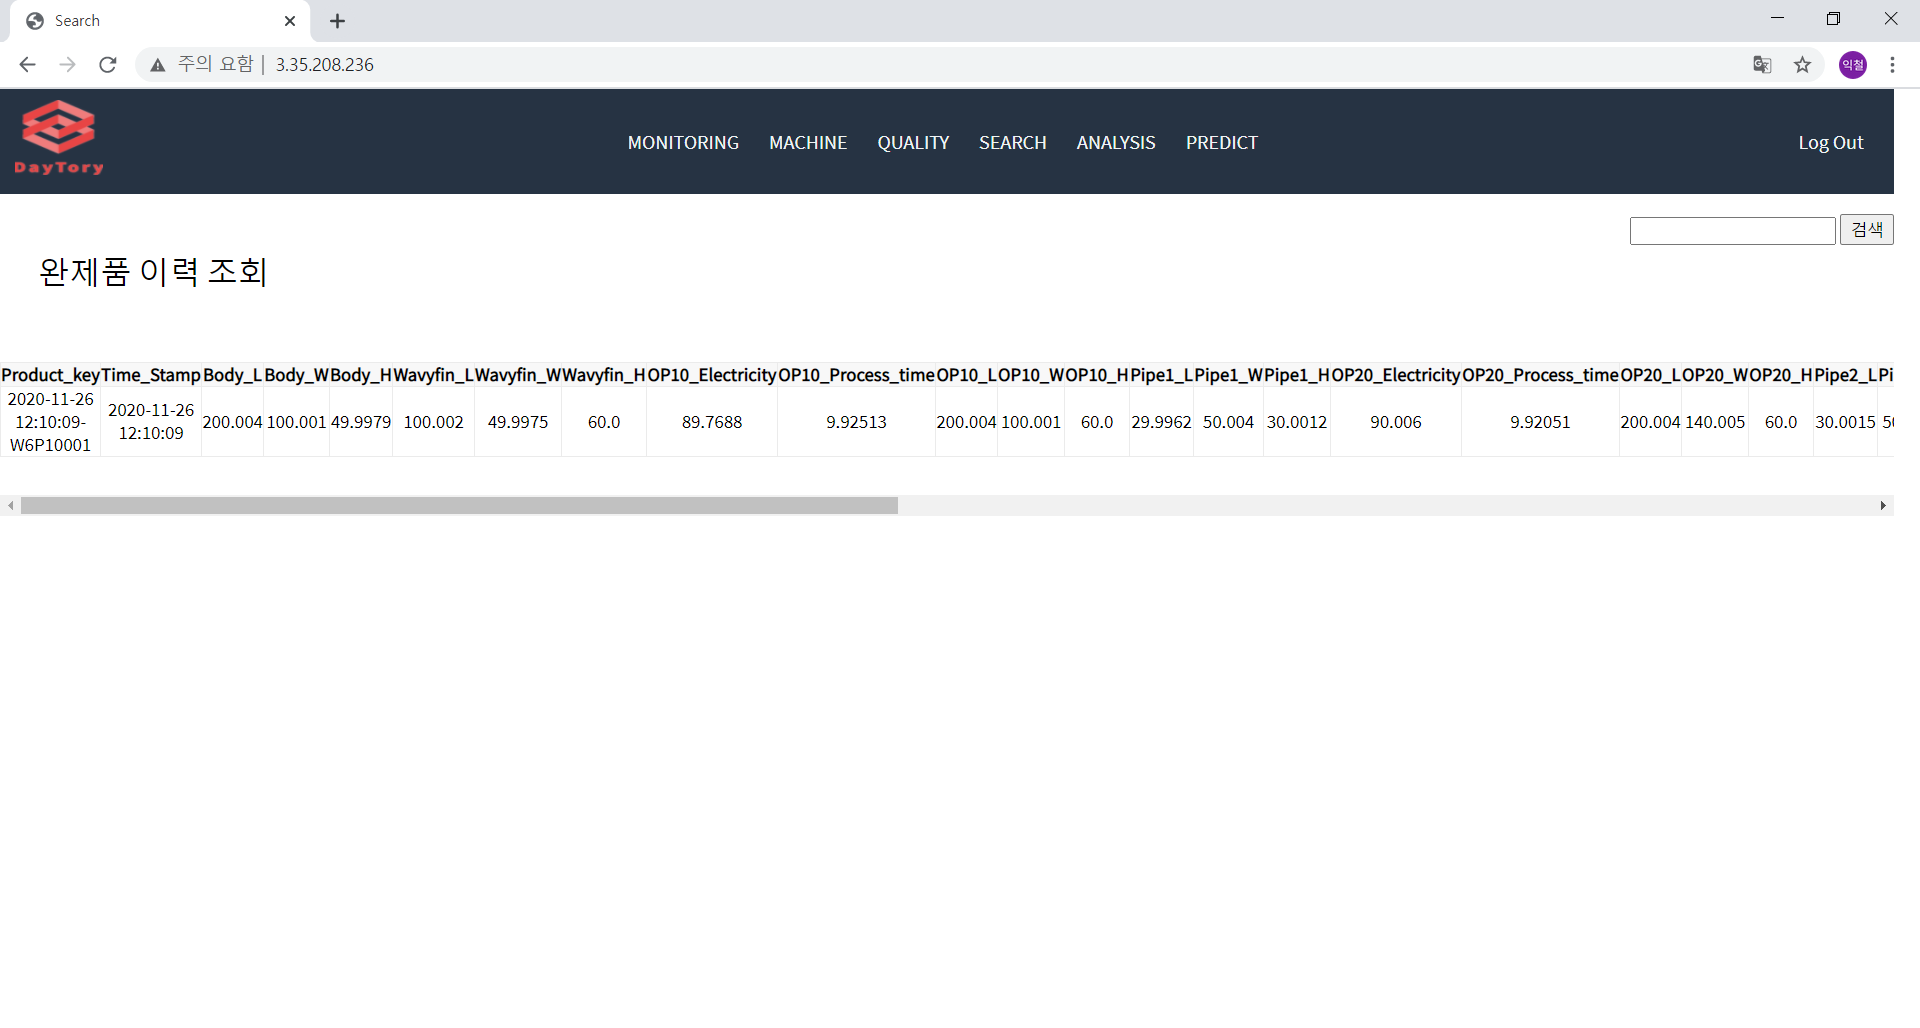 Search
주의 요함 | 3.35.208.236
익철
DayTory
MONITORING MACHINE QUALITY SEARCH ANALYSIS PREDICT Log Out
검색
완제품 이력 조회
Product_key Time_Stamp Body_L Body_W Body_H Wavyfin_L Wavyfin_W Wavyfin_H OP10_Electricity OP10_Process_time OP10_L OP10_W OP10_H Pipe1_L Pipe1_W Pipe1_H OP20_Electricity OP20_Process_time OP20_L OP20_W OP20_H Pipe2_L Pi
2020-11-26 12:10:09-W6P10001 2020-11-26 12:10:09 200.004 100.001 49.9979 100.002 49.9975 60.0 89.7688 9.92513 200.004 100.001 60.0 29.9962 50.004 30.0012 90.006 9.92051 200.004 140.005 60.0 30.0015 50